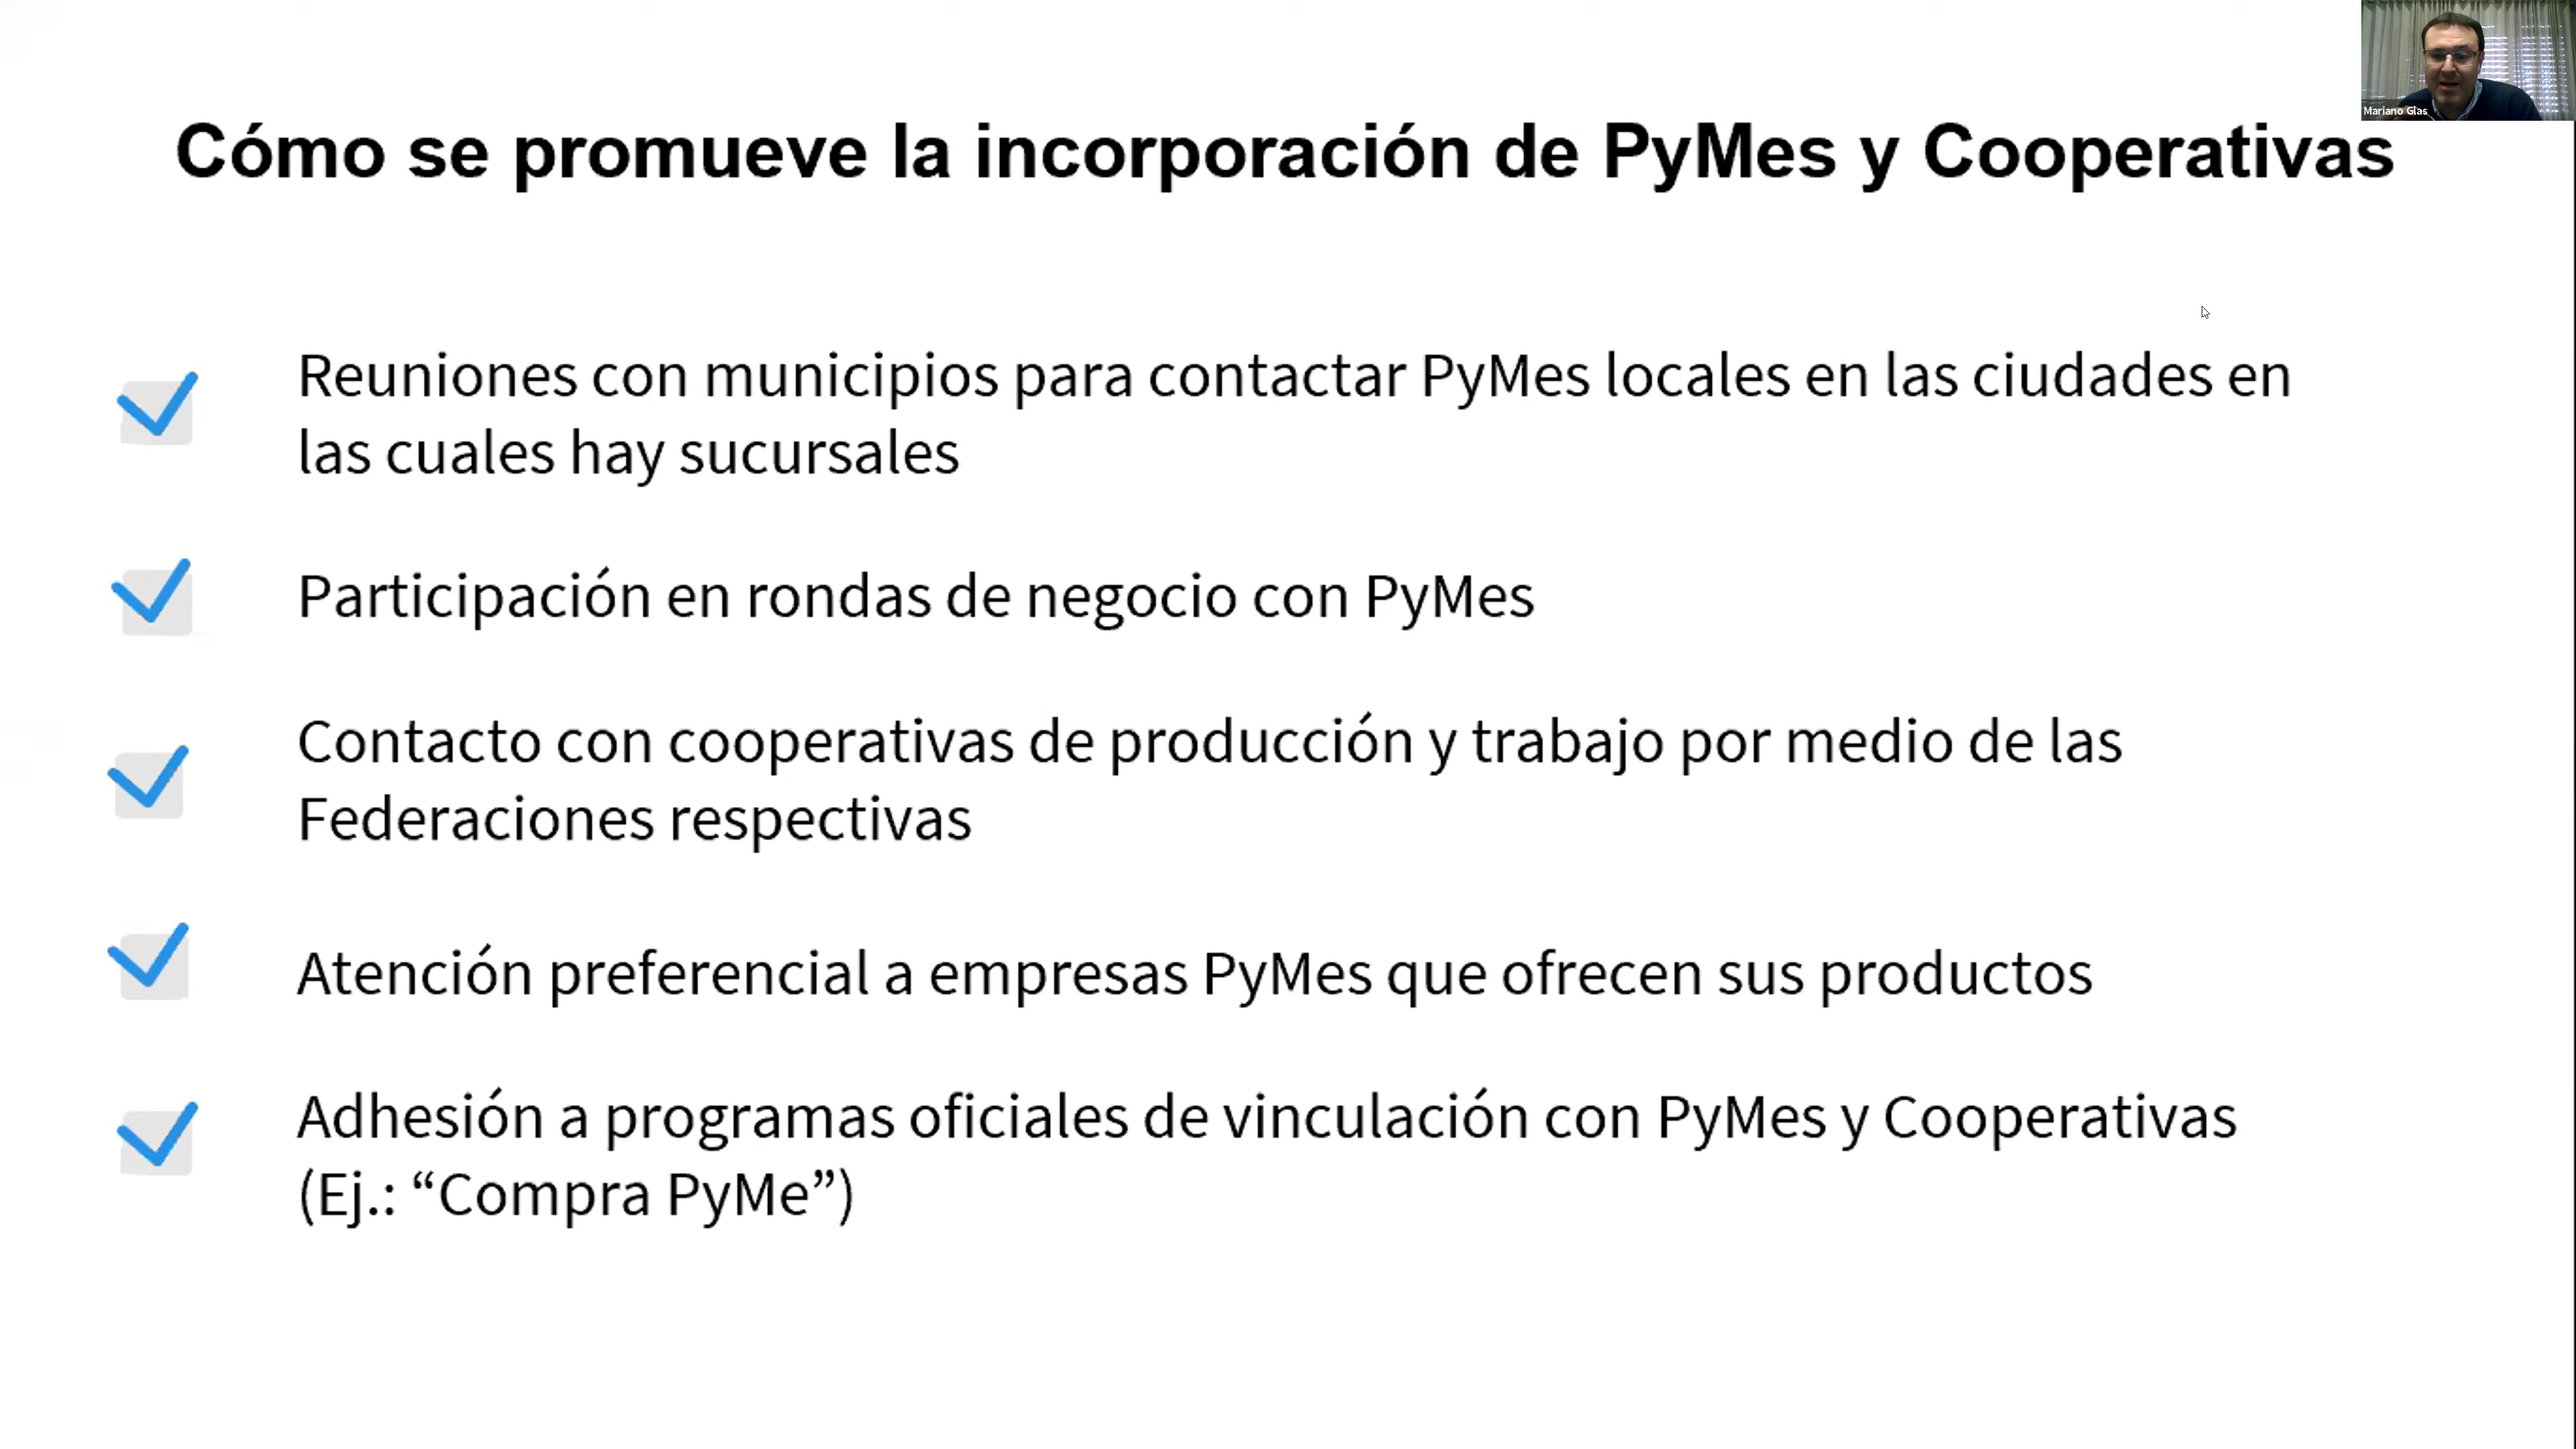 Mariano Glas
Cómo se promueve la incorporación de PyMes y Cooperativas
Reuniones con municipios para contactar PyMes locales en las ciudades en
las cuales hay sucursales
Participación en rondas de negocio con PyMes
Contacto con cooperativas de producción y trabajo por medio de las
Federaciones respectivas
Atención preferencial a empresas PyMes que ofrecen sus productos
Adhesión a programas oficiales de vinculación con PyMes y Cooperativas
(Ej.: “Compra PyMe”)